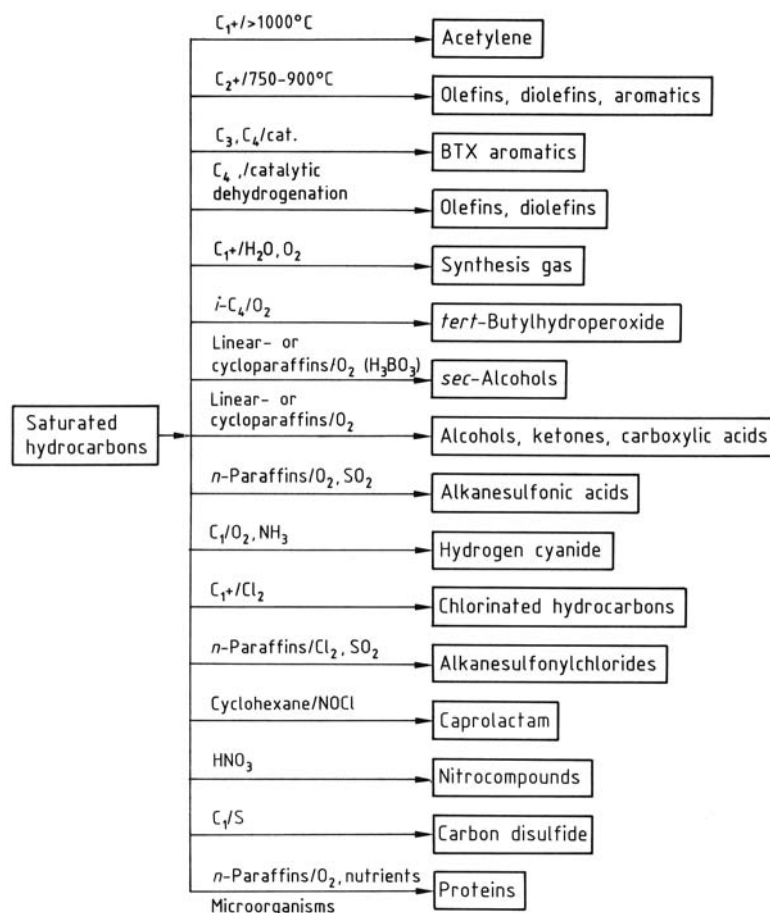 C₁+/>1000°C
Acetylene
C₂+/750-900°C
Olefins, diolefins, aromatics
C₃, C₄/cat.
BTX aromatics
C₄ ,/catalytic
dehydrogenation
Olefins, diolefins
C₁+/H₂O, O₂
Synthesis gas
i-C₄/O₂
tert-Butylhydroperoxide
Linear- or
cycloparaffins/O₂ (H₃BO₃)
sec-Alcohols
Linear- or
cycloparaffins/O₂
Saturated
hydrocarbons
Alcohols, ketones, carboxylic acids
n-Paraffins/O₂, SO₂
Alkanesulfonic acids
C₁/O₂, NH₃
Hydrogen cyanide
C₁+/Cl₂
Chlorinated hydrocarbons
n-Paraffins/Cl₂, SO₂
Alkanesulfonylchlorides
Cyclohexane/NOCl
Caprolactam
HNO₃
Nitrocompounds
C₁/S
Carbon disulfide
n-Paraffins/O₂, nutrients
Microorganisms
Proteins